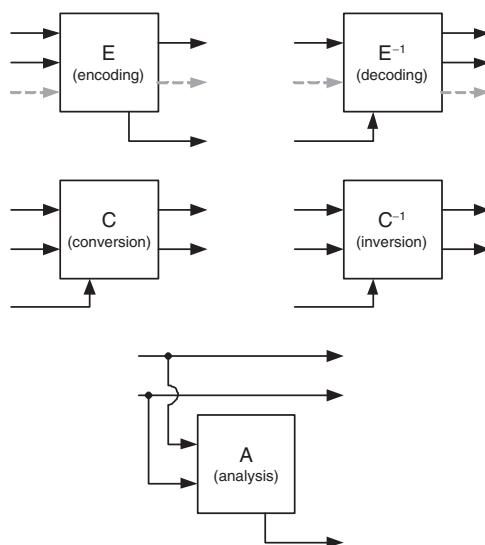 E
(encoding)
E⁻¹
(decoding)
C
(conversion)
C⁻¹
(inversion)
A
(analysis)